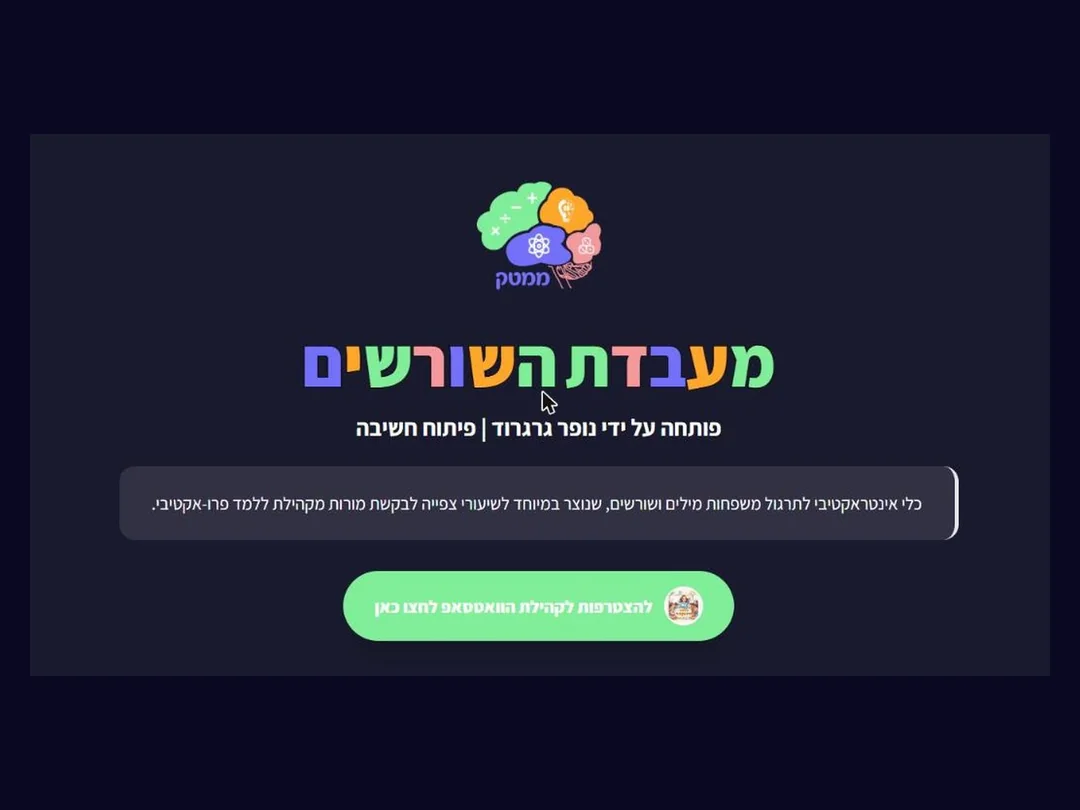 ממטק
מעבדת השורשים
פותחה על ידי נופר גרגרוד | פיתוח חשיבה
כלי אינטראקטיבי לתרגול משפחות מילים ושורשים, שנוצר במיוחד לשיעורי צפייה לבקשת מורות מקהילת ללמד פרו-אקטיבי.
להצטרפות לקהילת הוואטסאפ לחצו כאן